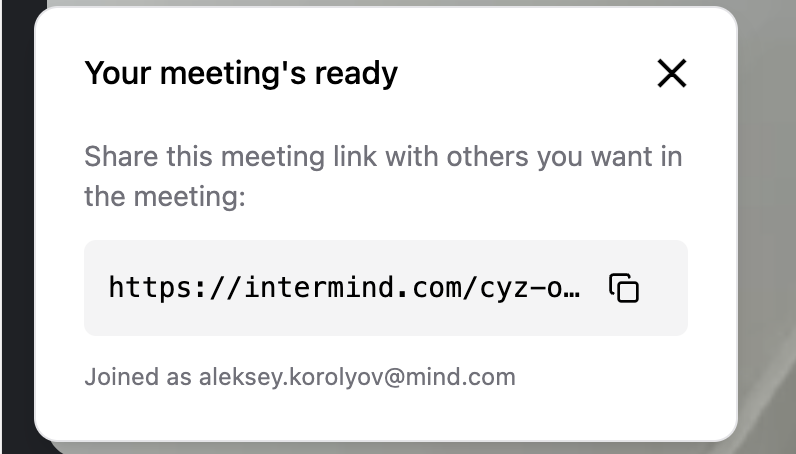 Your meeting's ready
Share this meeting link with others you want in
the meeting:
https://intermind.com/cyz-o…
Joined as aleksey.korolyov@mind.com